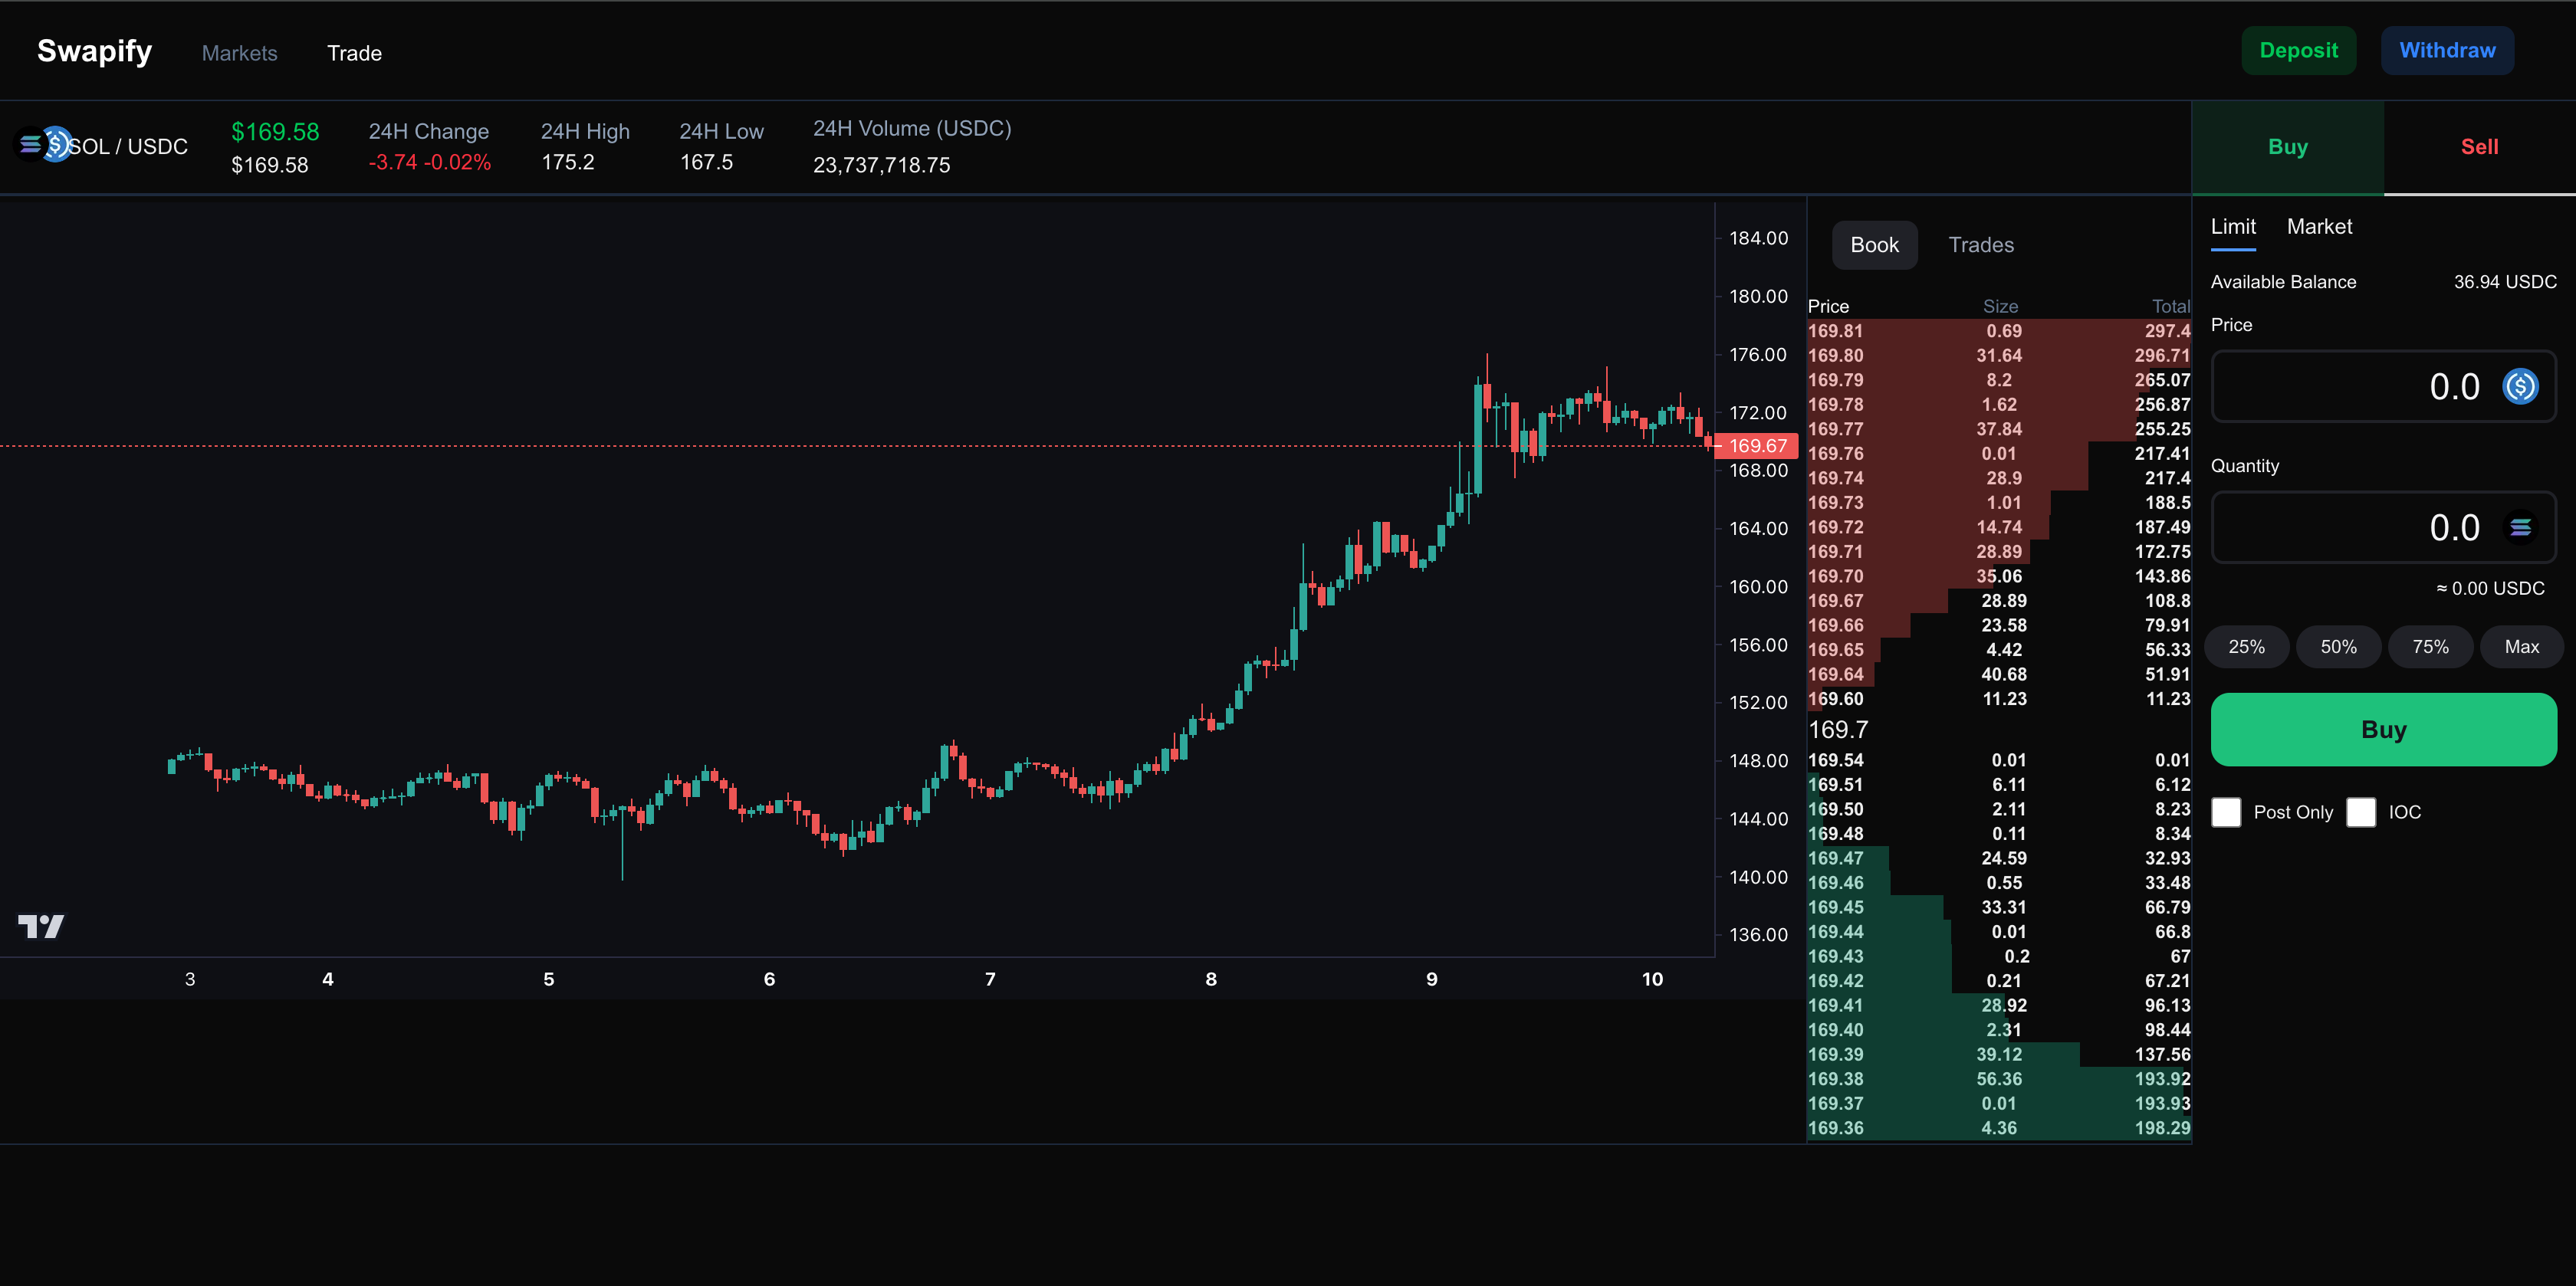 Swapify Markets Trade Deposit Withdraw
SOL / USDC
$169.58
$169.58
24H Change
-3.74 -0.02%
24H High
175.2
24H Low
167.5
24H Volume (USDC)
23,737,718.75
Buy Sell
184.00
180.00
176.00
172.00
169.67
168.00
164.00
160.00
156.00
152.00
148.00
144.00
140.00
136.00
3 4 5 6 7 8 9 10
Book Trades
Price Size Total
169.81 0.69 297.4
169.80 31.64 296.71
169.79 8.2 265.07
169.78 1.62 256.87
169.77 37.84 255.25
169.76 0.01 217.41
169.74 28.9 217.4
169.73 1.01 188.5
169.72 14.74 187.49
169.71 28.89 172.75
169.70 35.06 143.86
169.67 28.89 108.8
169.66 23.58 79.91
169.65 4.42 56.33
169.64 40.68 51.91
169.60 11.23 11.23
169.7
169.54 0.01 0.01
169.51 6.11 6.12
169.50 2.11 8.23
169.48 0.11 8.34
169.47 24.59 32.93
169.46 0.55 33.48
169.45 33.31 66.79
169.44 0.01 66.8
169.43 0.2 67
169.42 0.21 67.21
169.41 28.92 96.13
169.40 2.31 98.44
169.39 39.12 137.56
169.38 56.36 193.92
169.37 0.01 193.93
169.36 4.36 198.29
Limit Market
Available Balance 36.94 USDC
Price
0.0
Quantity
0.0
≈ 0.00 USDC
25% 50% 75% Max
Buy
Post Only IOC